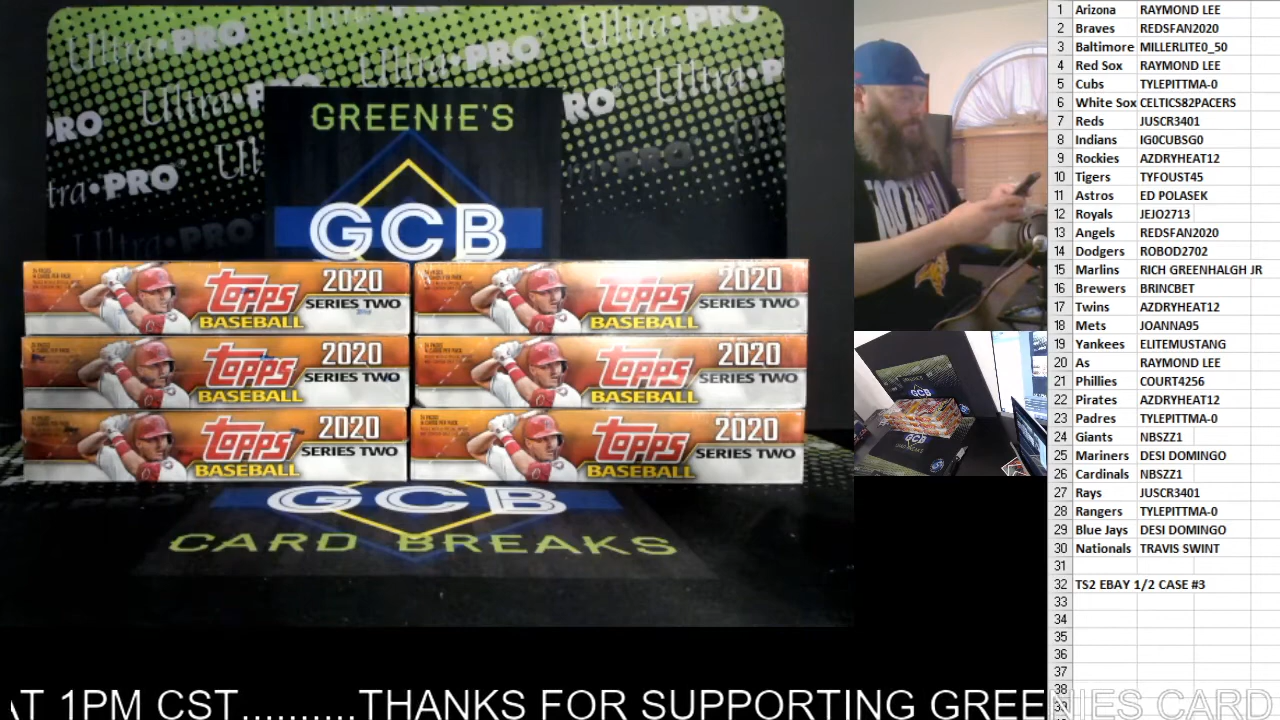 Ultra•PRO
Ultra•PRO
Ultra•PRO
GREENIE'S
GCB
Topps 2020
SERIES TWO
BASEBALL
Topps 2020
SERIES TWO
BASEBALL
Topps 2020
SERIES TWO
BASEBALL
Topps 2020
SERIES TWO
BASEBALL
Topps 2020
SERIES TWO
BASEBALL
Topps 2020
SERIES TWO
BASEBALL
GCB
CARD BREAKS
FOOTBALL
GCB
GCB
1 Arizona RAYMOND LEE
2 Braves REDSFAN2020
3 Baltimore MILLERLITE0_50
4 Red Sox RAYMOND LEE
5 Cubs TYLEPITTMA-0
6 White Sox CELTICS82PACERS
7 Reds JUSCR3401
8 Indians IG0CUBSG0
9 Rockies AZDRYHEAT12
10 Tigers TYFOUST45
11 Astros ED POLASEK
12 Royals JEJO2713
13 Angels REDSFAN2020
14 Dodgers ROBOD2702
15 Marlins RICH GREENHALGH JR
16 Brewers BRINCBET
17 Twins AZDRYHEAT12
18 Mets JOANNA95
19 Yankees ELITEMUSTANG
20 As RAYMOND LEE
21 Phillies COURT4256
22 Pirates AZDRYHEAT12
23 Padres TYLEPITTMA-0
24 Giants NBSZZ1
25 Mariners DESI DOMINGO
26 Cardinals NBSZZ1
27 Rays JUSCR3401
28 Rangers TYLEPITTMA-0
29 Blue Jays DESI DOMINGO
30 Nationals TRAVIS SWINT
31
32 TS2 EBAY 1/2 CASE #3
33
34
35
36
37
38
AT 1PM CST..........THANKS FOR SUPPORTING GREENIES CARD